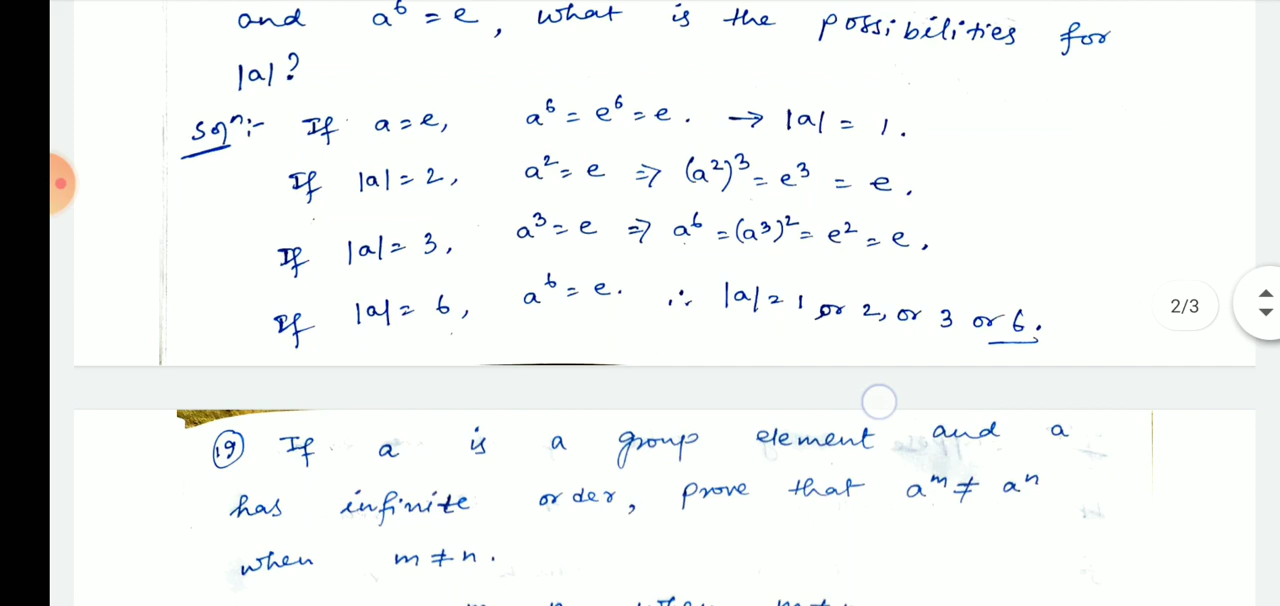 and a⁶ = e, what is the possibilities for
|a|?
Solⁿ:- If a=e, a⁶ = e⁶ = e. → |a| = 1.
If |a| = 2, a² = e ⇒ (a²)³ = e³ = e.
If |a| = 3, a³ = e ⇒ a⁶ = (a³)² = e² = e.
If |a| = 6, a⁶ = e. ∴ |a| = 1 or 2, or 3 or 6.
2/3
19 If a is a group element and a
has infinite order, prove that aᵐ ≠ aⁿ
when m ≠ n.